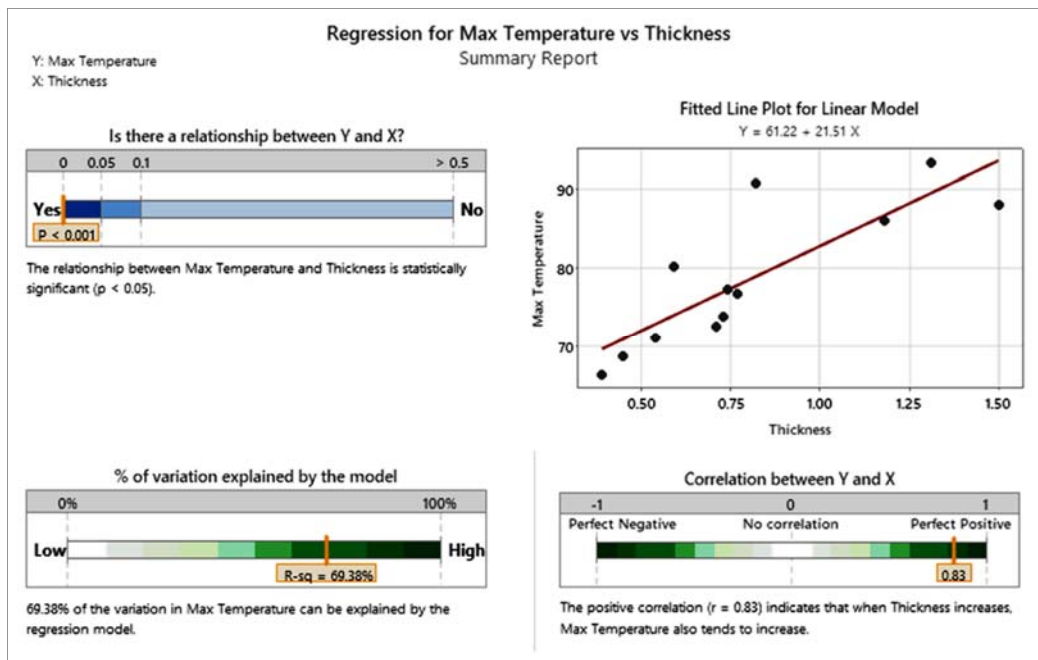 Regression for Max Temperature vs Thickness
Summary Report
Y: Max Temperature
X: Thickness
Is there a relationship between Y and X?
0 0.05 0.1 > 0.5
Yes No
P < 0.001
The relationship between Max Temperature and Thickness is statistically
significant (p < 0.05).
Fitted Line Plot for Linear Model
Y = 61.22 + 21.51 X
90
80
70
Max Temperature
0.50 0.75 1.00 1.25 1.50
Thickness
% of variation explained by the model
0% 100%
Low High
R-sq = 69.38%
69.38% of the variation in Max Temperature can be explained by the
regression model.
Correlation between Y and X
-1 0 1
Perfect Negative No correlation Perfect Positive
0.83
The positive correlation (r = 0.83) indicates that when Thickness increases,
Max Temperature also tends to increase.